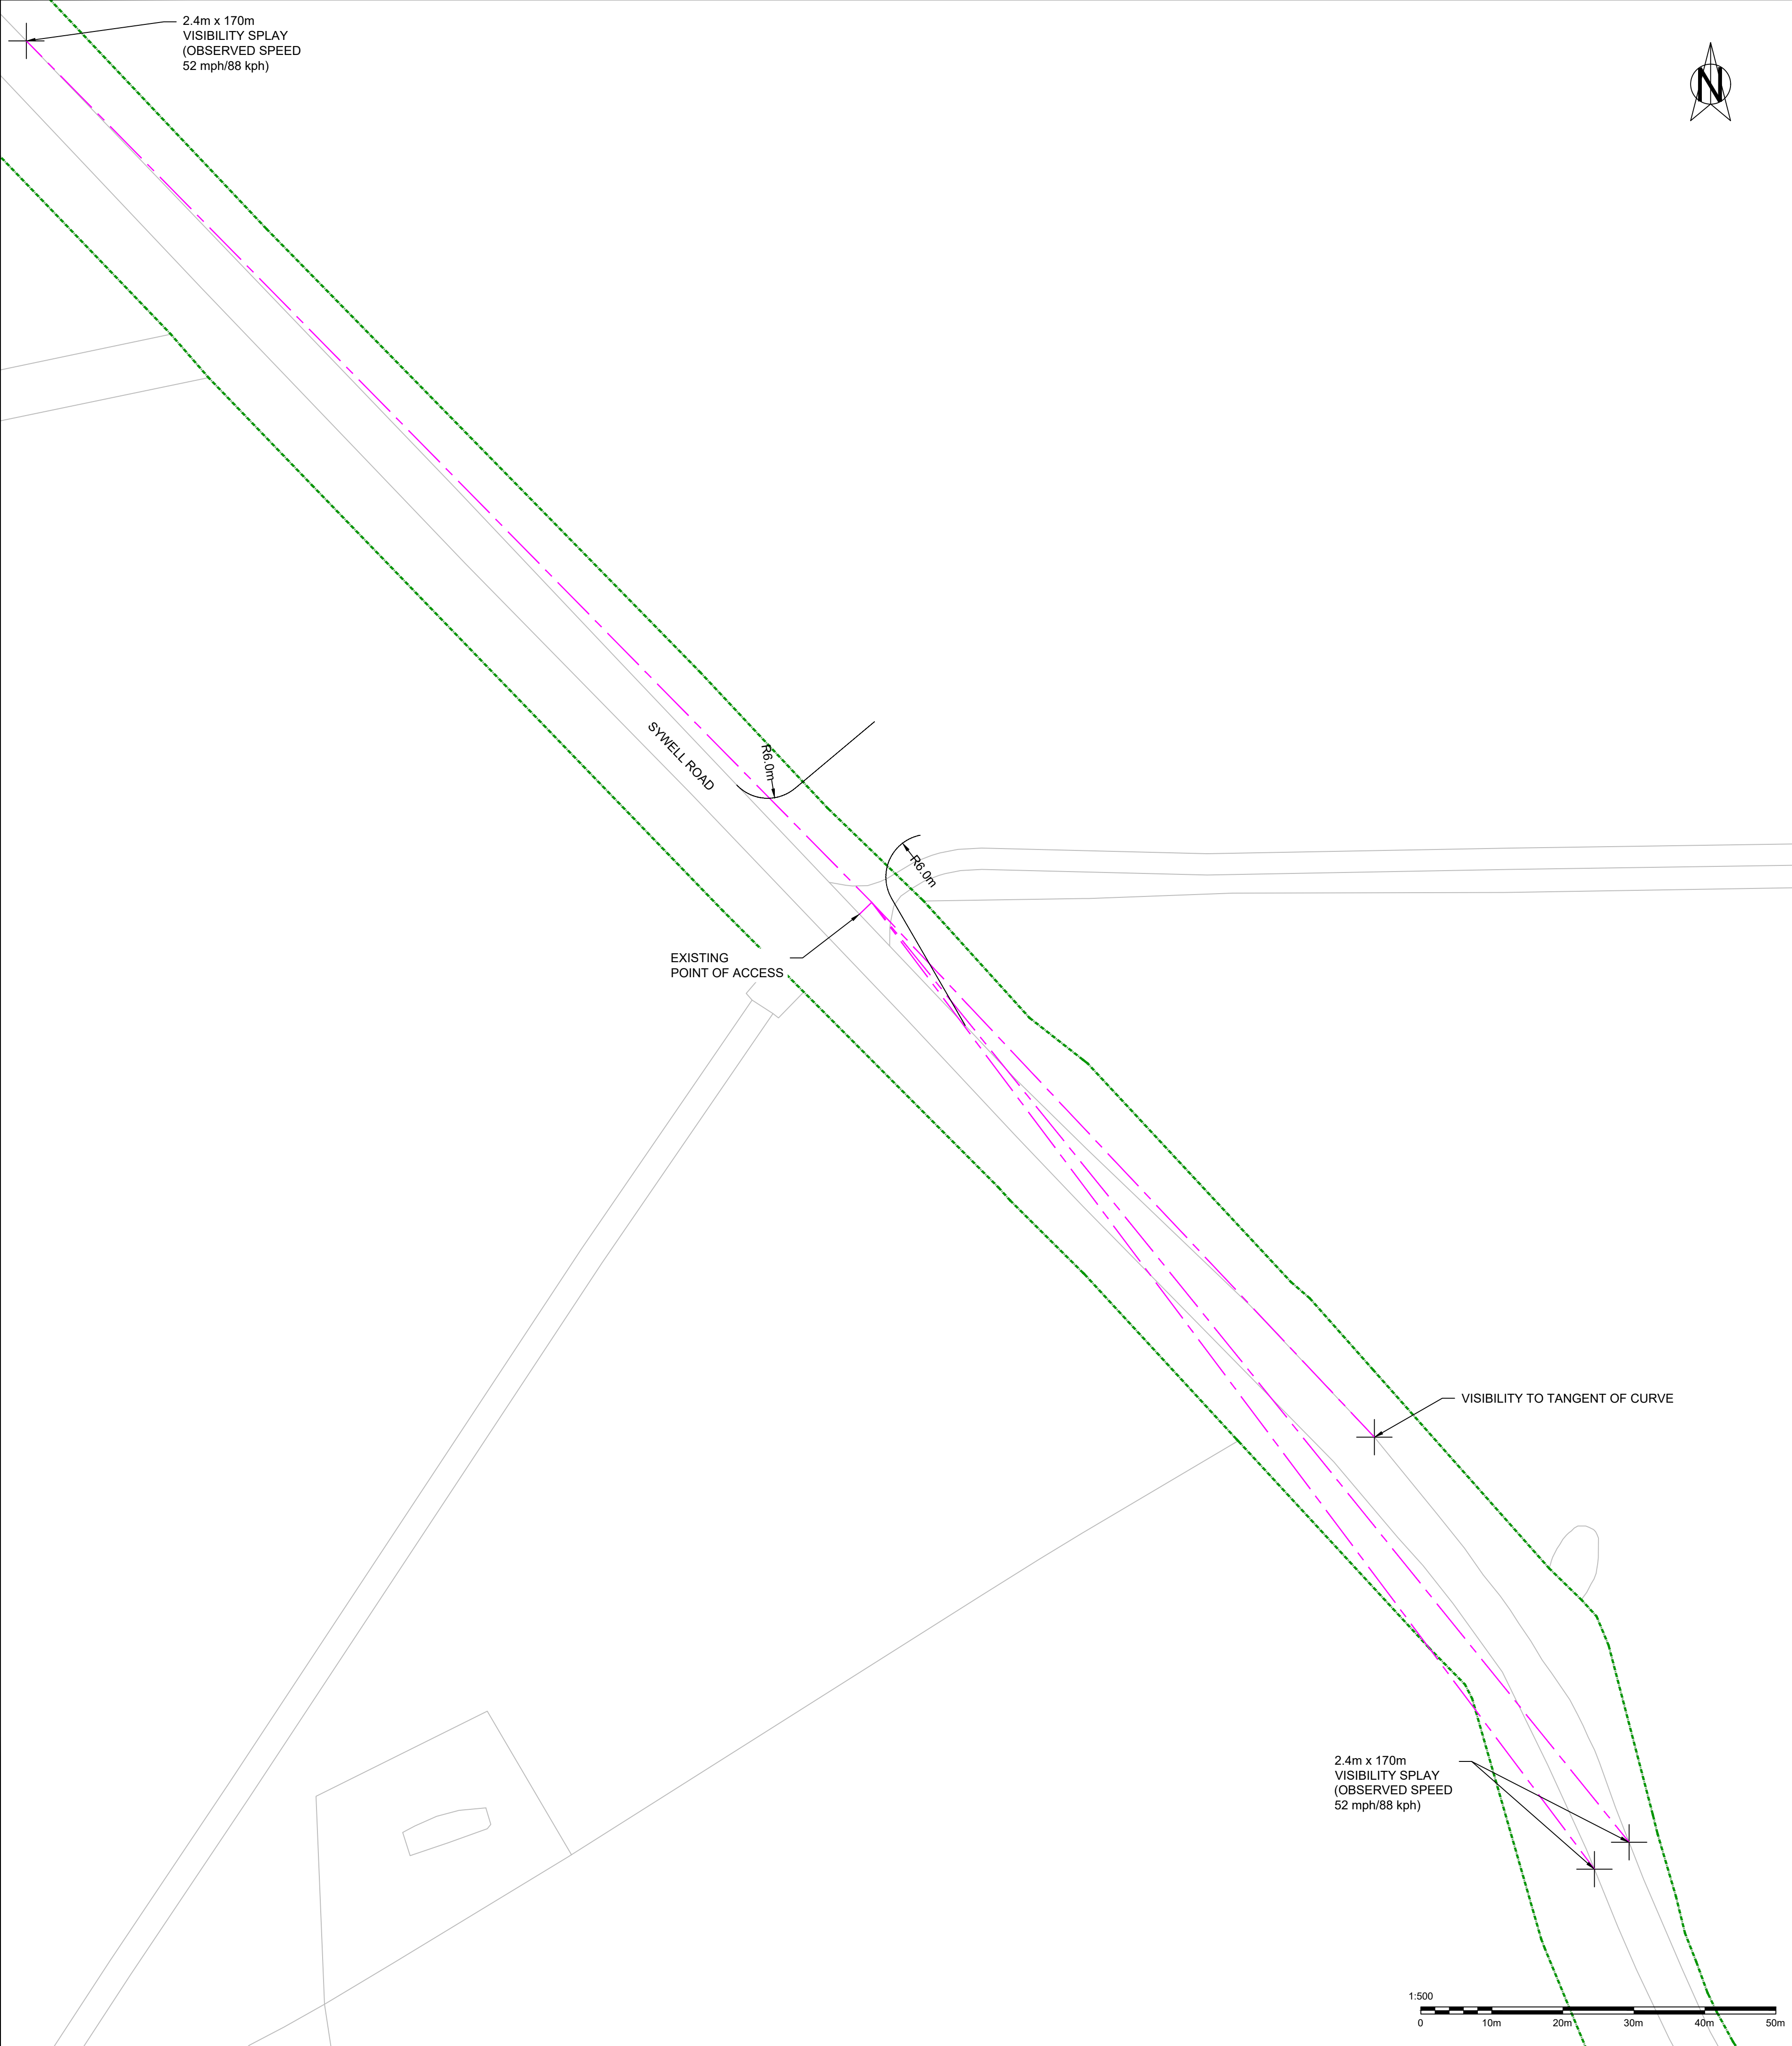 2.4m x 170m
VISIBILITY SPLAY
(OBSERVED SPEED
52 mph/88 kph)
N
SYWELL ROAD
R6.0m
R6.0m
EXISTING
POINT OF ACCESS
VISIBILITY TO TANGENT OF CURVE
2.4m x 170m
VISIBILITY SPLAY
(OBSERVED SPEED
52 mph/88 kph)
1:500
0 10m 20m 30m 40m 50m